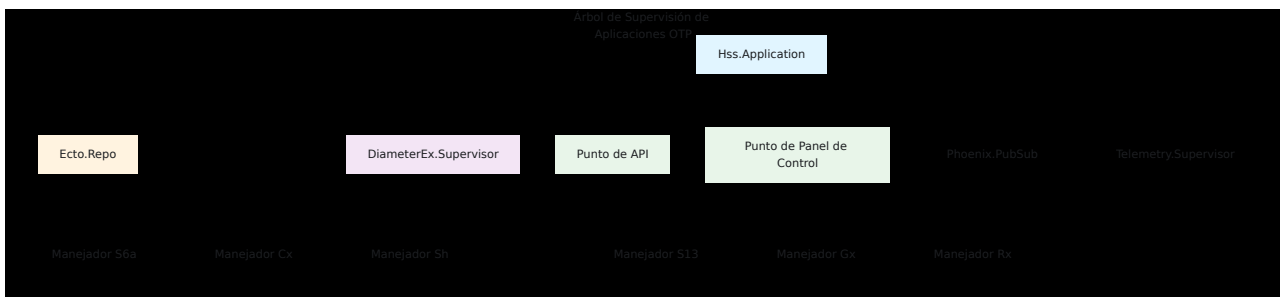 Árbol de Supervisión de
Aplicaciones OTP
Hss.Application
Ecto.Repo
DiameterEx.Supervisor
Punto de API
Punto de Panel de
Control
Phoenix.PubSub
Telemetry.Supervisor
Manejador S6a
Manejador Cx
Manejador Sh
Manejador S13
Manejador Gx
Manejador Rx